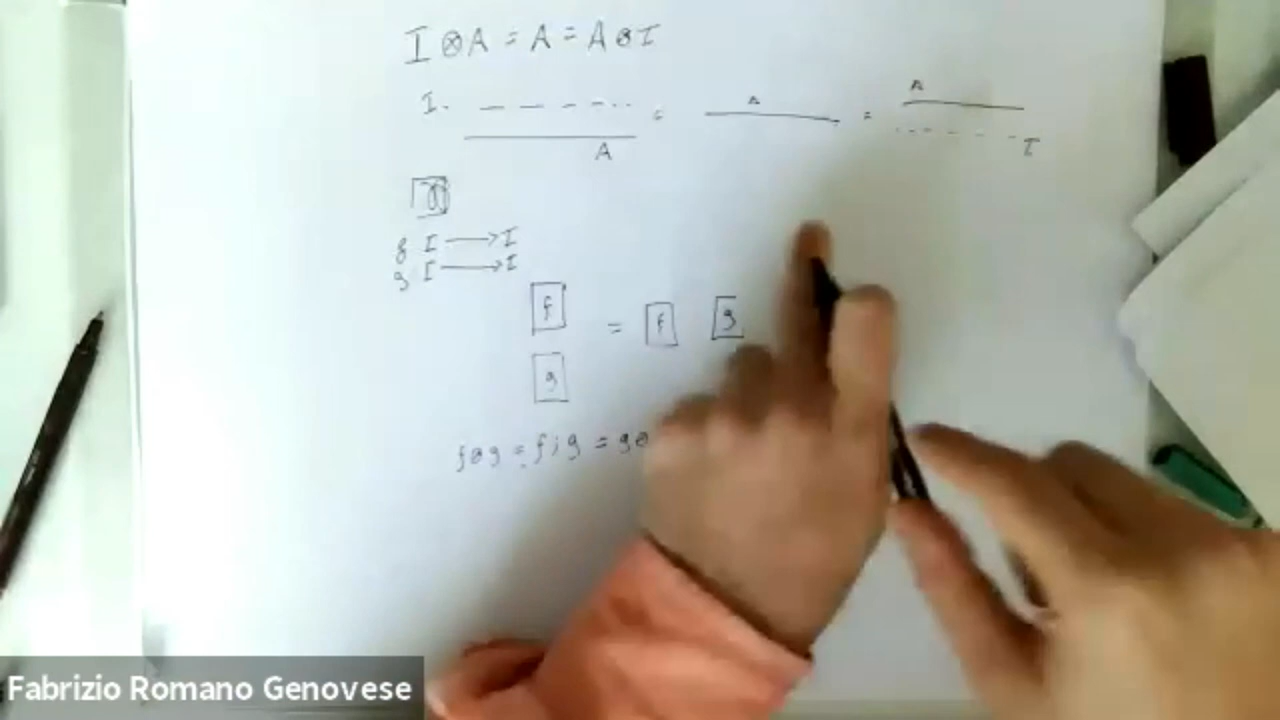 I ⊗ A = A = A ⊗ I
I. = A = A
A I
f I → I
g I → I
f
= f g
g
f⊗g = f;g = g⊗
Fabrizio Romano Genovese